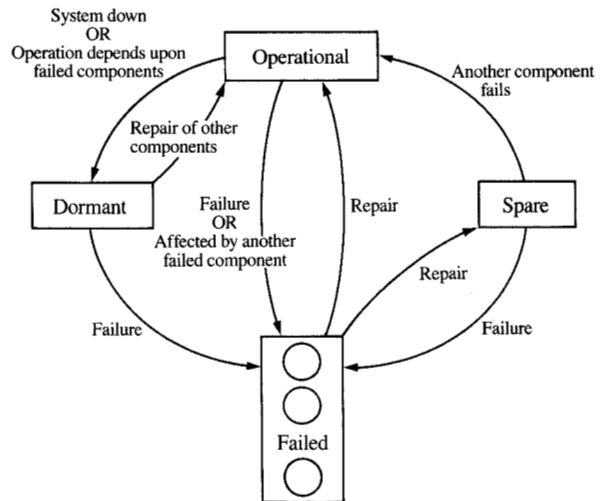 System down
OR
Operation depends upon
failed components
Operational
Another component
fails
Repair of other
components
Dormant
Failure
OR
Affected by another
failed component
Repair
Spare
Repair
Failure
Failure
Failed